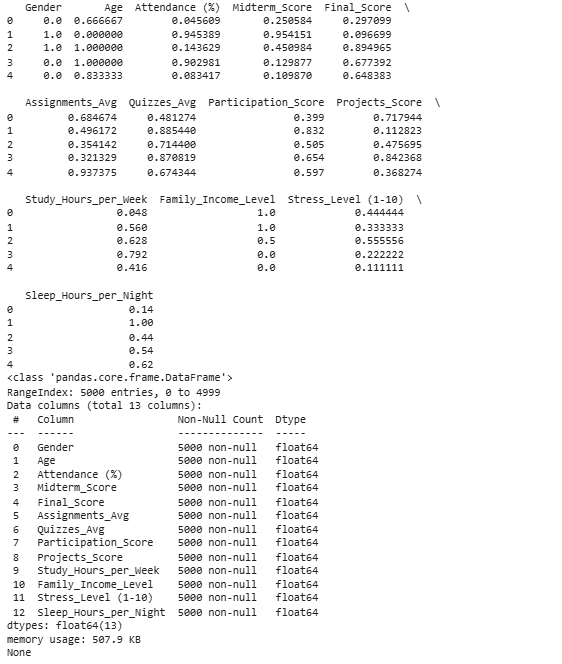 Gender       Age  Attendance (%)  Midterm_Score  Final_Score  \
0     0.0  0.666667        0.045609       0.250584     0.297099
1     1.0  0.000000        0.945389       0.954151     0.096699
2     1.0  1.000000        0.143629       0.450984     0.894965
3     0.0  1.000000        0.902981       0.129877     0.677392
4     0.0  0.833333        0.083417       0.109870     0.648383
   Assignments_Avg  Quizzes_Avg  Participation_Score  Projects_Score  \
0         0.684674     0.481274                0.399        0.717944
1         0.496172     0.885440                0.832        0.112823
2         0.354142     0.714400                0.505        0.475695
3         0.321329     0.870819                0.654        0.842368
4         0.937375     0.674344                0.597        0.368274
   Study_Hours_per_Week  Family_Income_Level  Stress_Level (1-10)  \
0                 0.048                  1.0             0.444444
1                 0.560                  1.0             0.333333
2                 0.628                  0.5             0.555556
3                 0.792                  0.0             0.222222
4                 0.416                  0.0             0.111111
   Sleep_Hours_per_Night
0                   0.14
1                   1.00
2                   0.44
3                   0.54
4                   0.62
<class 'pandas.core.frame.DataFrame'>
RangeIndex: 5000 entries, 0 to 4999
Data columns (total 13 columns):
 #   Column                 Non-Null Count  Dtype
---  ------                 --------------  -----
 0   Gender                 5000 non-null   float64
 1   Age                    5000 non-null   float64
 2   Attendance (%)         5000 non-null   float64
 3   Midterm_Score          5000 non-null   float64
 4   Final_Score            5000 non-null   float64
 5   Assignments_Avg        5000 non-null   float64
 6   Quizzes_Avg            5000 non-null   float64
 7   Participation_Score    5000 non-null   float64
 8   Projects_Score         5000 non-null   float64
 9   Study_Hours_per_Week   5000 non-null   float64
 10  Family_Income_Level    5000 non-null   float64
 11  Stress_Level (1-10)    5000 non-null   float64
 12  Sleep_Hours_per_Night  5000 non-null   float64
dtypes: float64(13)
memory usage: 507.9 KB
None